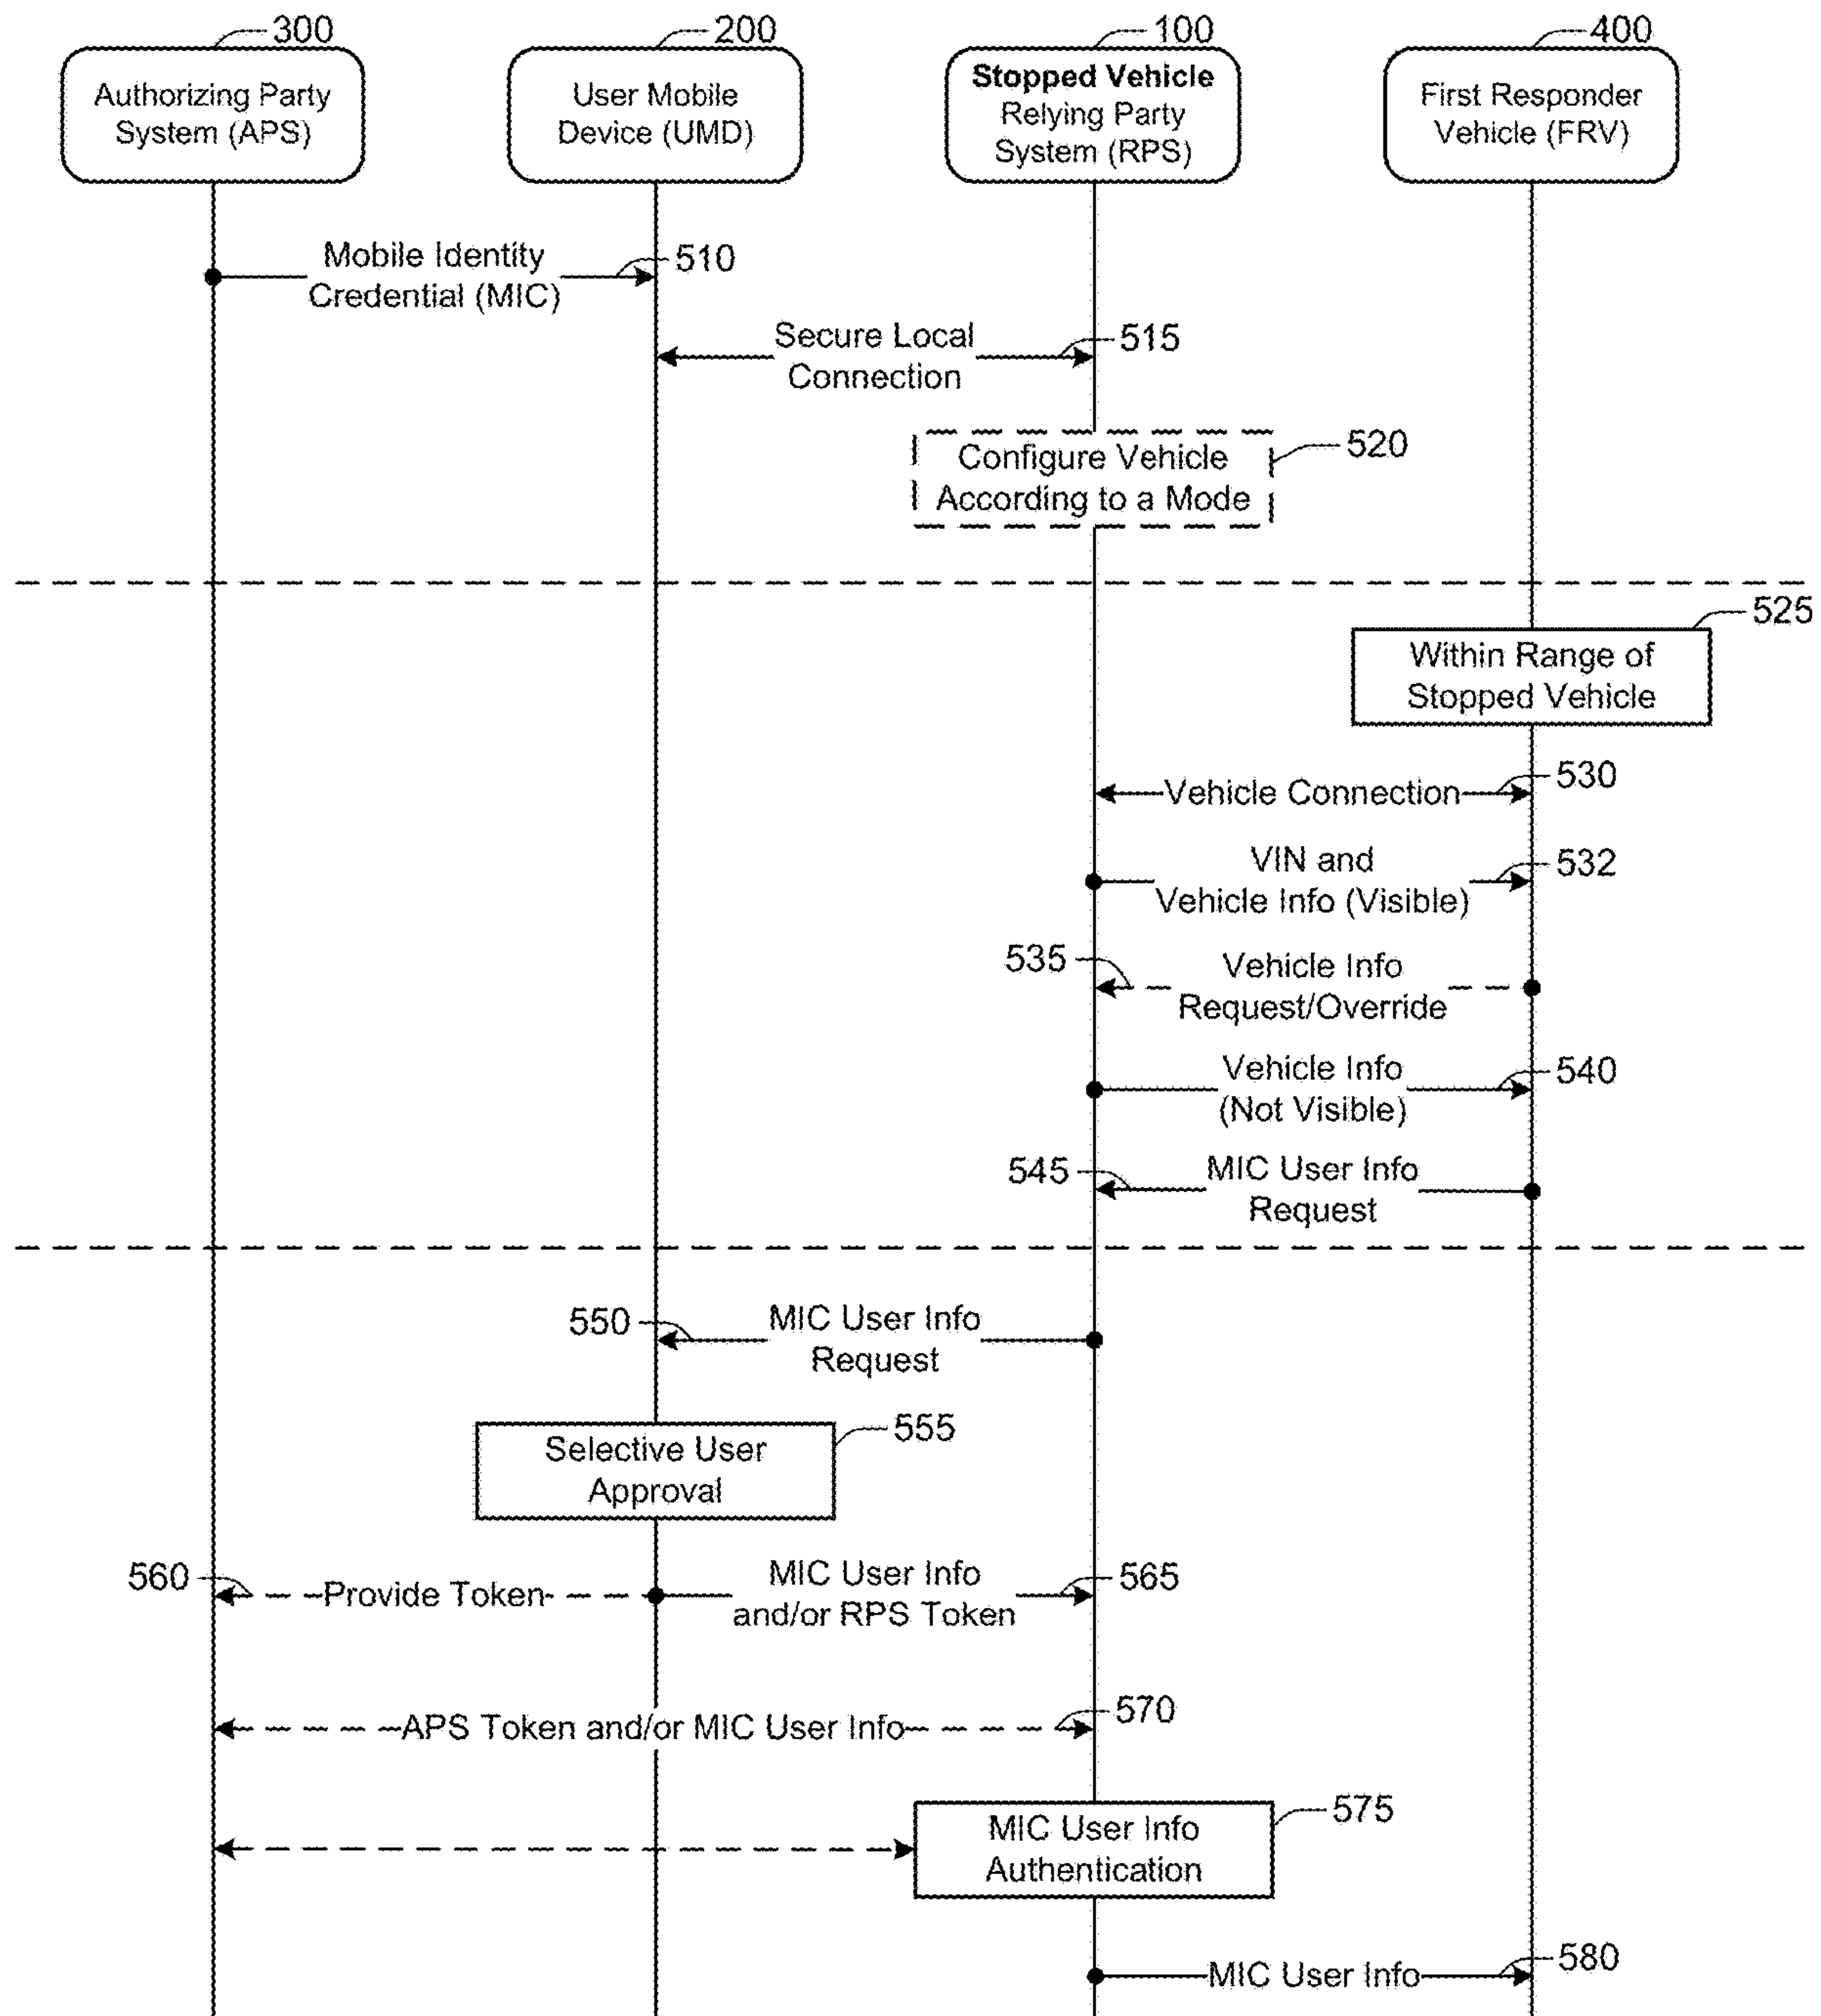 300
200
100
400
Authorizing Party
System (APS)
User Mobile
Device (UMD)
Stopped Vehicle
Relying Party
System (RPS)
First Responder
Vehicle (FRV)
Mobile Identity
Credential (MIC)
510
Secure Local
Connection
515
Configure Vehicle
According to a Mode
520
525
Within Range of
Stopped Vehicle
Vehicle Connection
530
VIN and
Vehicle Info (Visible)
532
535
Vehicle Info
Request/Override
Vehicle Info
(Not Visible)
540
545
MIC User Info
Request
550
MIC User Info
Request
Selective User
Approval
555
560
Provide Token
MIC User Info
and/or RPS Token
565
APS Token and/or MIC User Info
570
MIC User Info
Authentication
575
MIC User Info
580